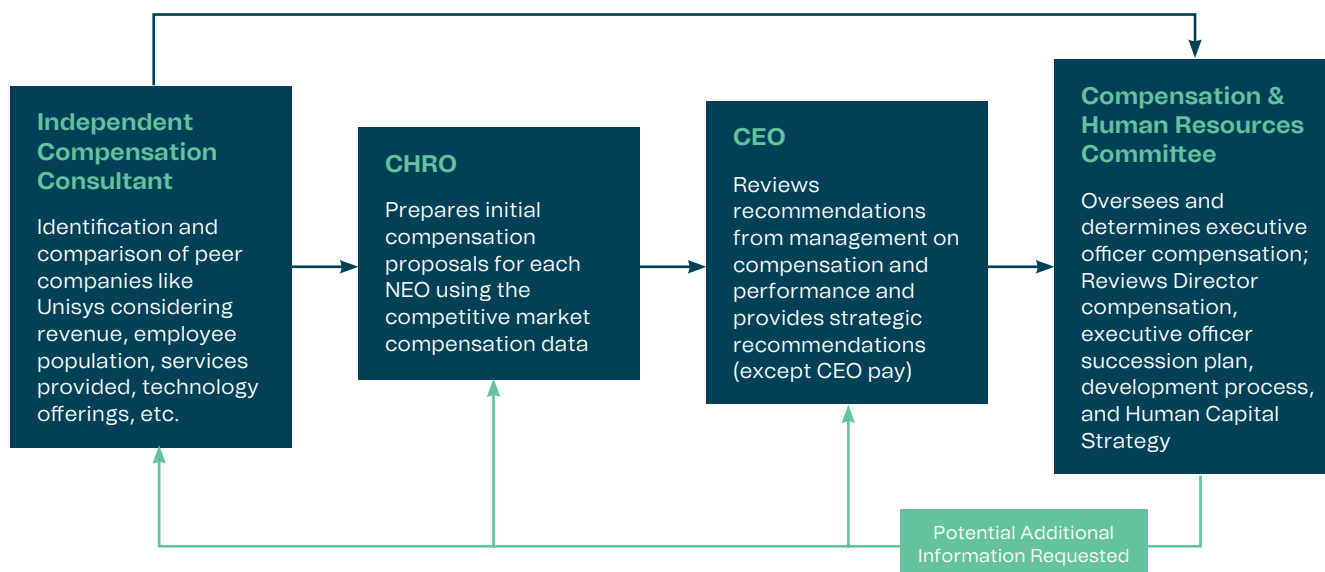 Independent
Compensation
Consultant
Identification and
comparison of peer
companies like
Unisys considering
revenue, employee
population, services
provided, technology
offerings, etc.
CHRO
Prepares initial
compensation
proposals for each
NEO using the
competitive market
compensation data
CEO
Reviews
recommendations
from management on
compensation and
performance and
provides strategic
recommendations
(except CEO pay)
Compensation &
Human Resources
Committee
Oversees and
determines executive
officer compensation;
Reviews Director
compensation,
executive officer
succession plan,
development process,
and Human Capital
Strategy
Potential Additional
Information Requested